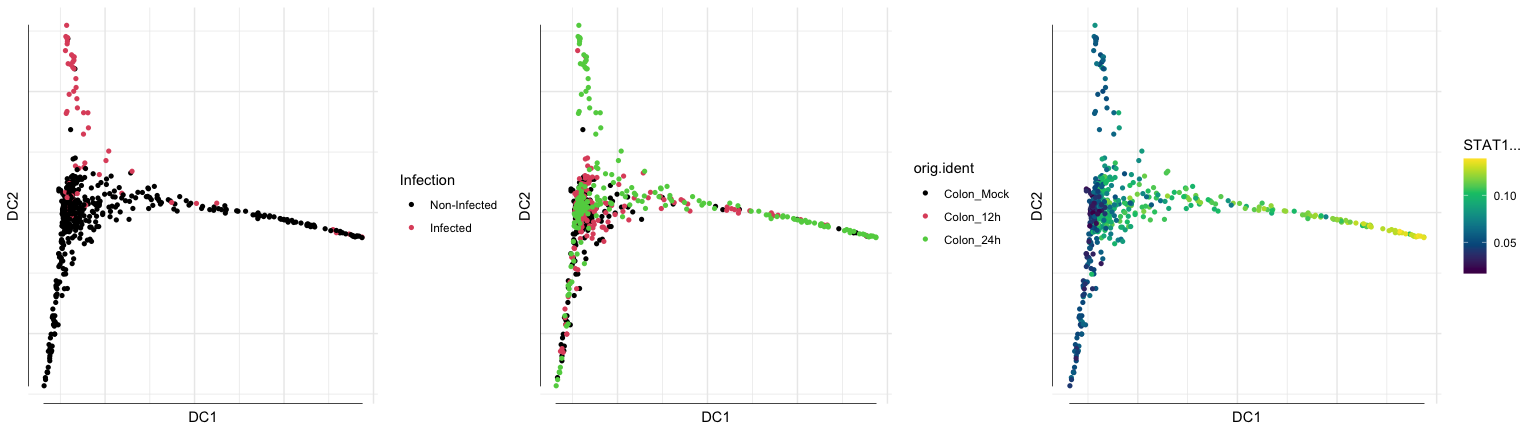 DC2
DC1
Infection
Non-Infected
Infected
DC2
DC1
orig.ident
Colon_Mock
Colon_12h
Colon_24h
DC2
DC1
STAT1...
0.10
0.05